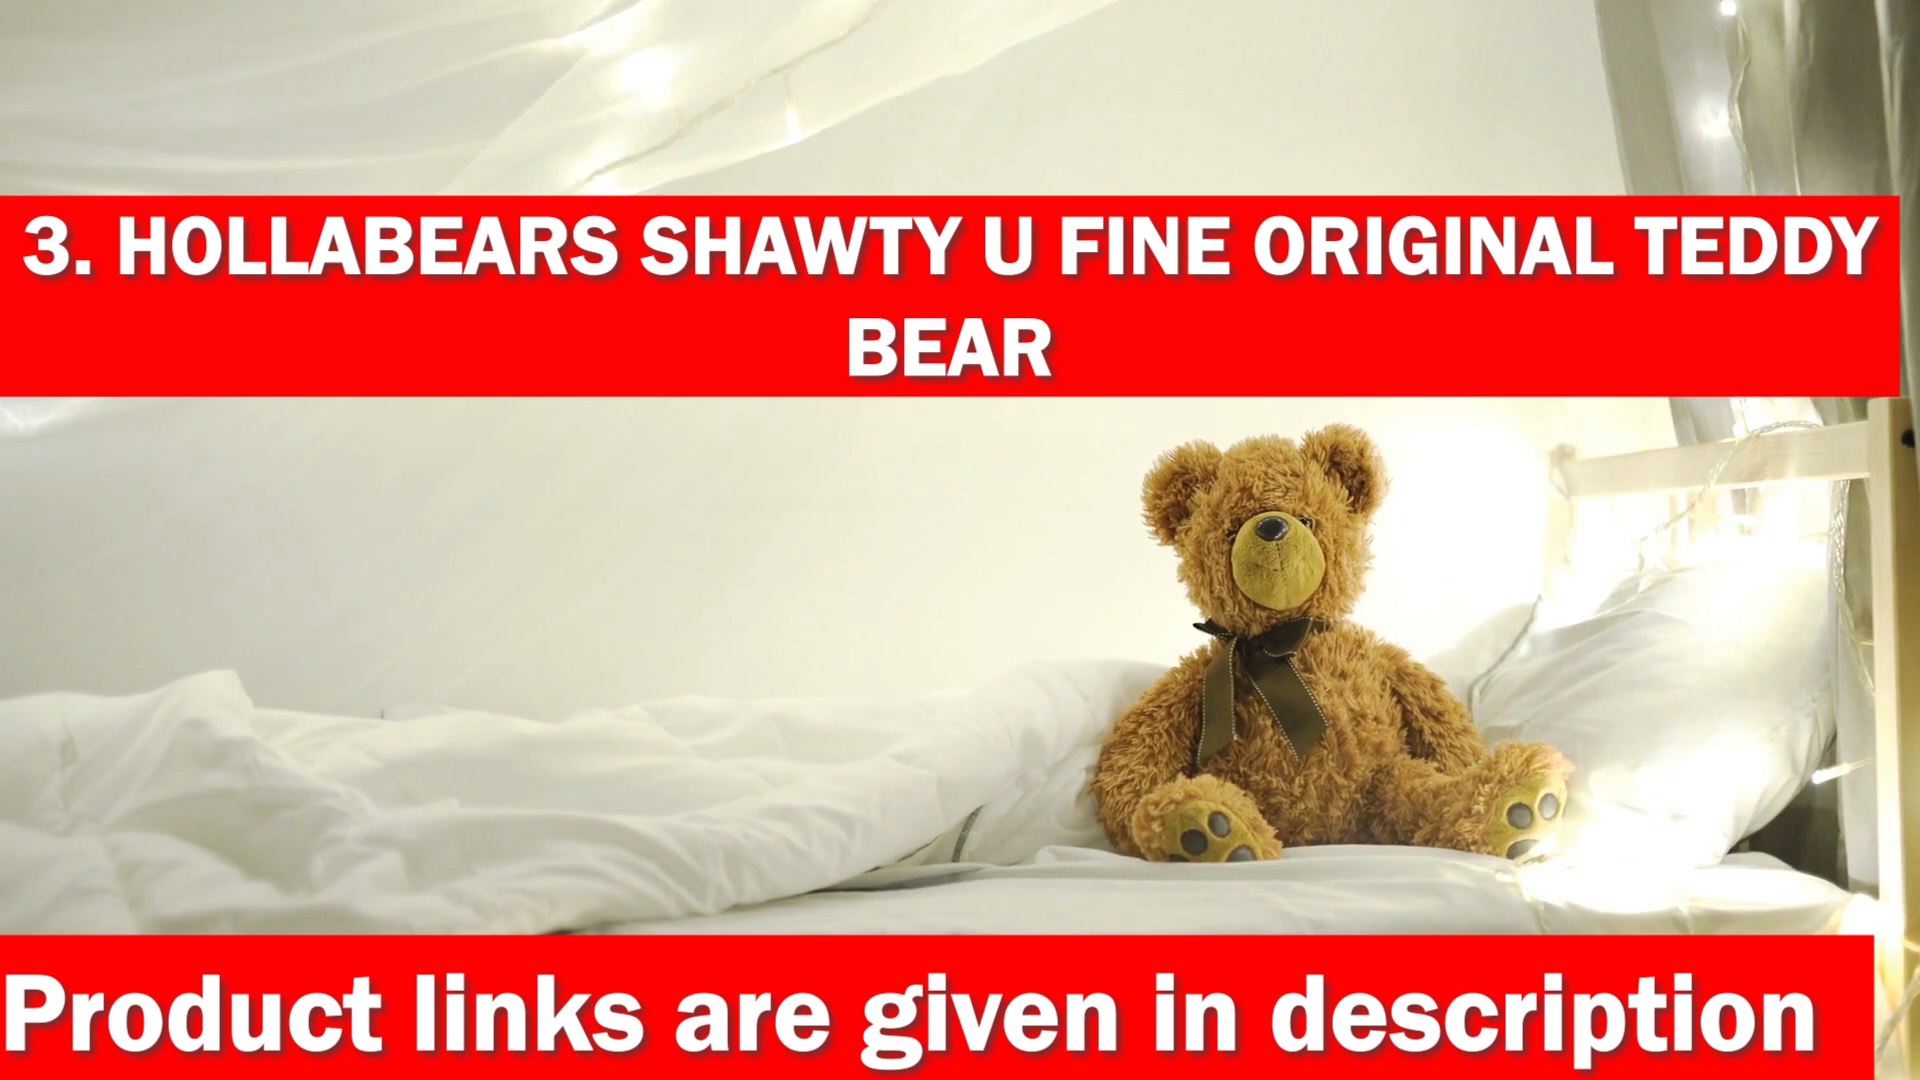 3. HOLLABEARS SHAWTY U FINE ORIGINAL TEDDY
BEAR
Product links are given in description